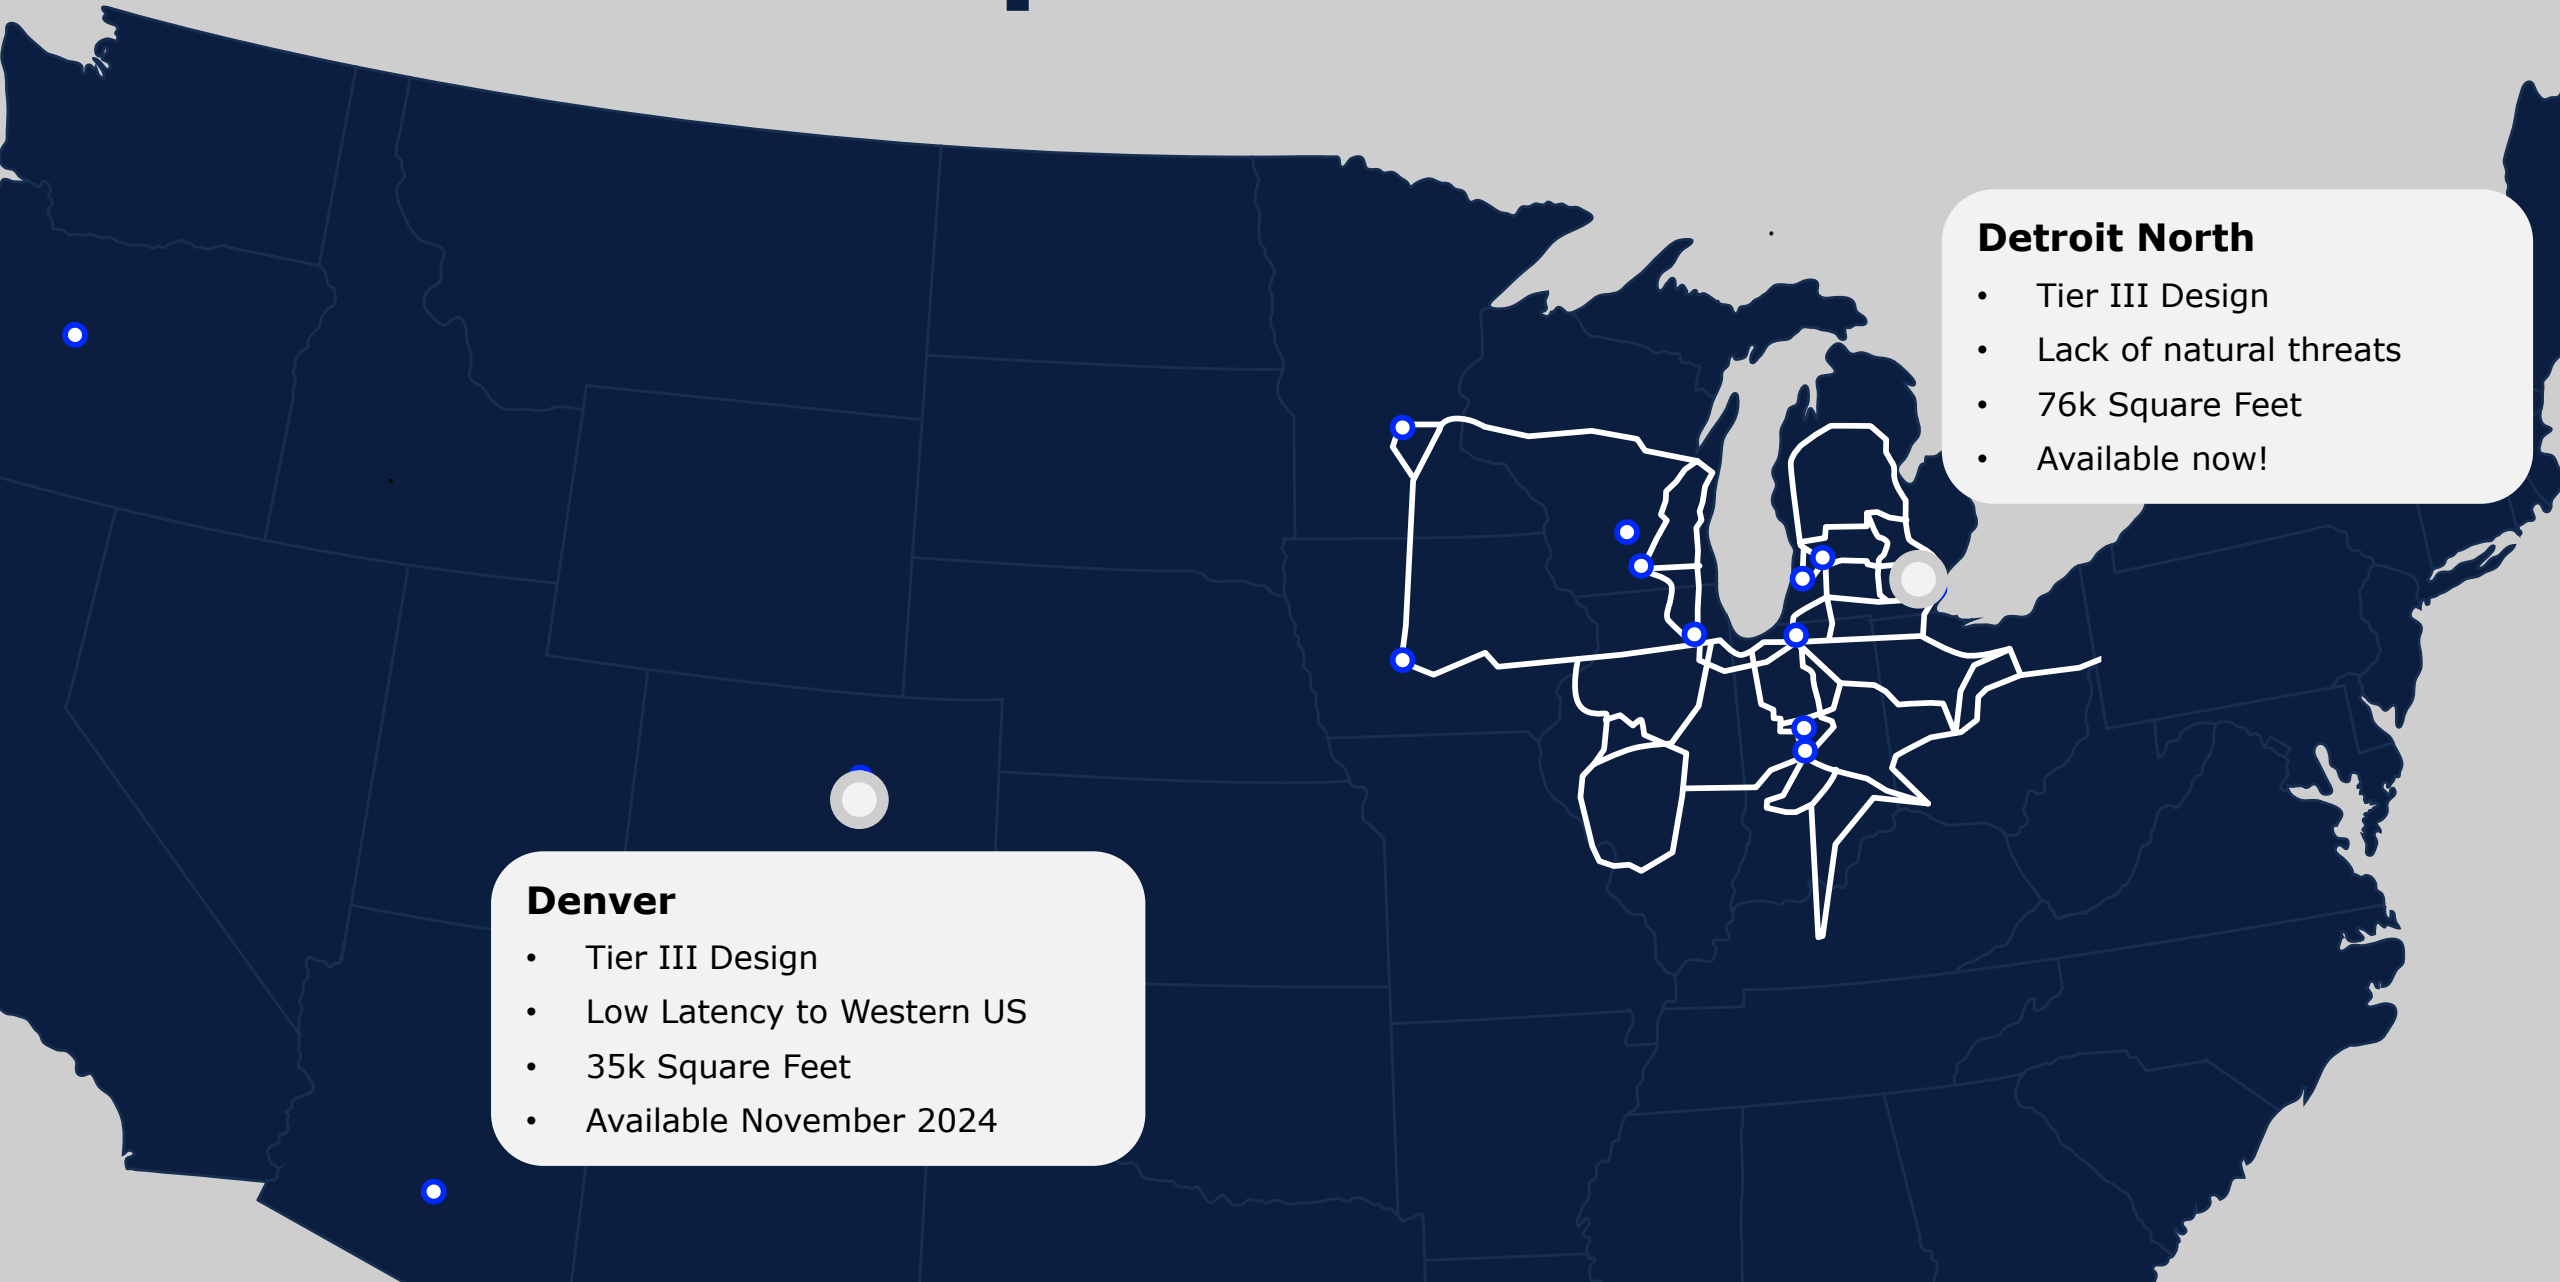 Detroit North
• Tier III Design
• Lack of natural threats
• 76k Square Feet
• Available now!
Denver
• Tier III Design
• Low Latency to Western US
• 35k Square Feet
• Available November 2024